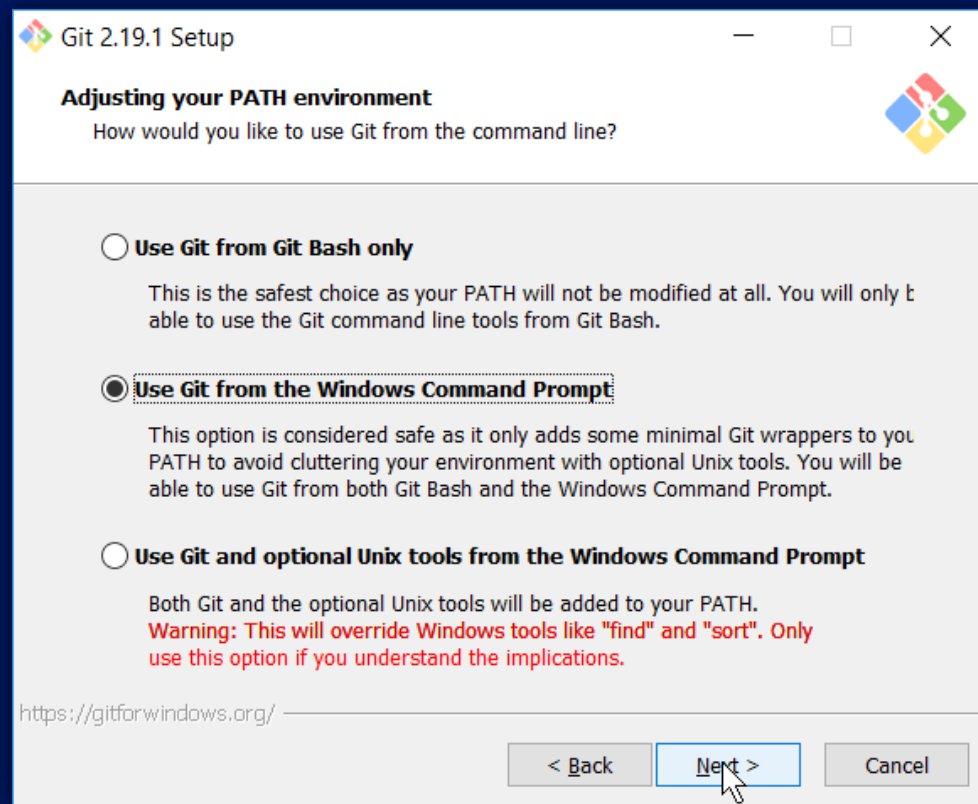 Git 2.19.1 Setup
Adjusting your PATH environment
How would you like to use Git from the command line?
Use Git from Git Bash only
This is the safest choice as your PATH will not be modified at all. You will only b
able to use the Git command line tools from Git Bash.
Use Git from the Windows Command Prompt
This option is considered safe as it only adds some minimal Git wrappers to you
PATH to avoid cluttering your environment with optional Unix tools. You will be
able to use Git from both Git Bash and the Windows Command Prompt.
Use Git and optional Unix tools from the Windows Command Prompt
Both Git and the optional Unix tools will be added to your PATH.
Warning: This will override Windows tools like "find" and "sort". Only
use this option if you understand the implications.
https://gitforwindows.org/
< Back Next > Cancel